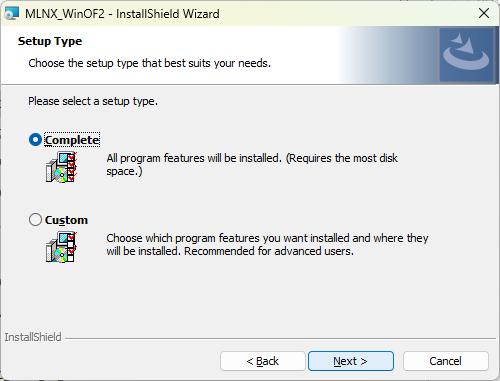 MLNX_WinOF2 - InstallShield Wizard
Setup Type
Choose the setup type that best suits your needs.
Please select a setup type.
Complete
All program features will be installed. (Requires the most disk
space.)
Custom
Choose which program features you want installed and where they
will be installed. Recommended for advanced users.
InstallShield
< Back
Next >
Cancel